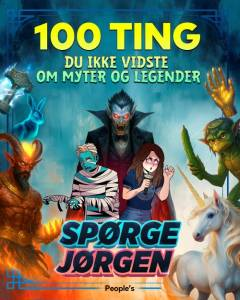 100 TING
DU IKKE VIDSTE
OM MYTER OG LEGENDER
SPØRGE
JØRGEN
People's